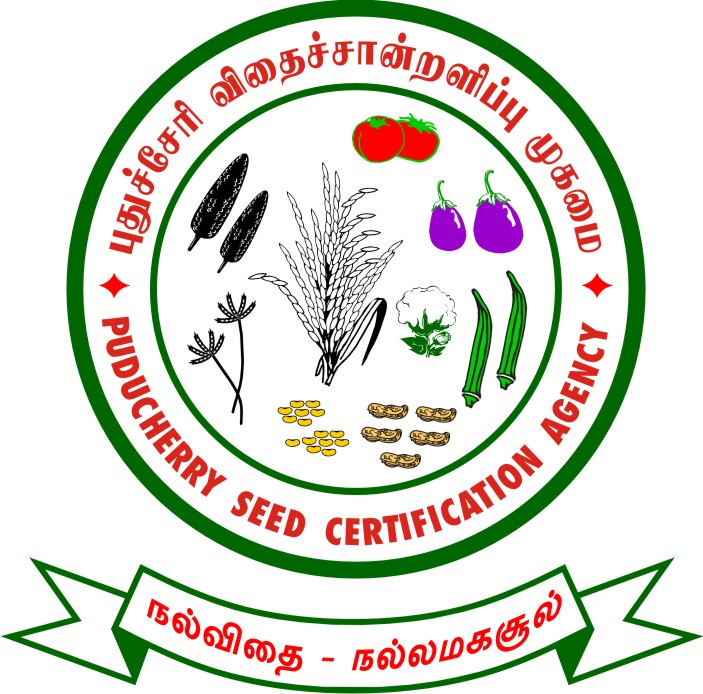 புதுச்சேரி விதைச்சான்றளிப்பு முகமை
PUDUCHERRY SEED CERTIFICATION AGENCY
நல்விதை - நல்லமகசூல்